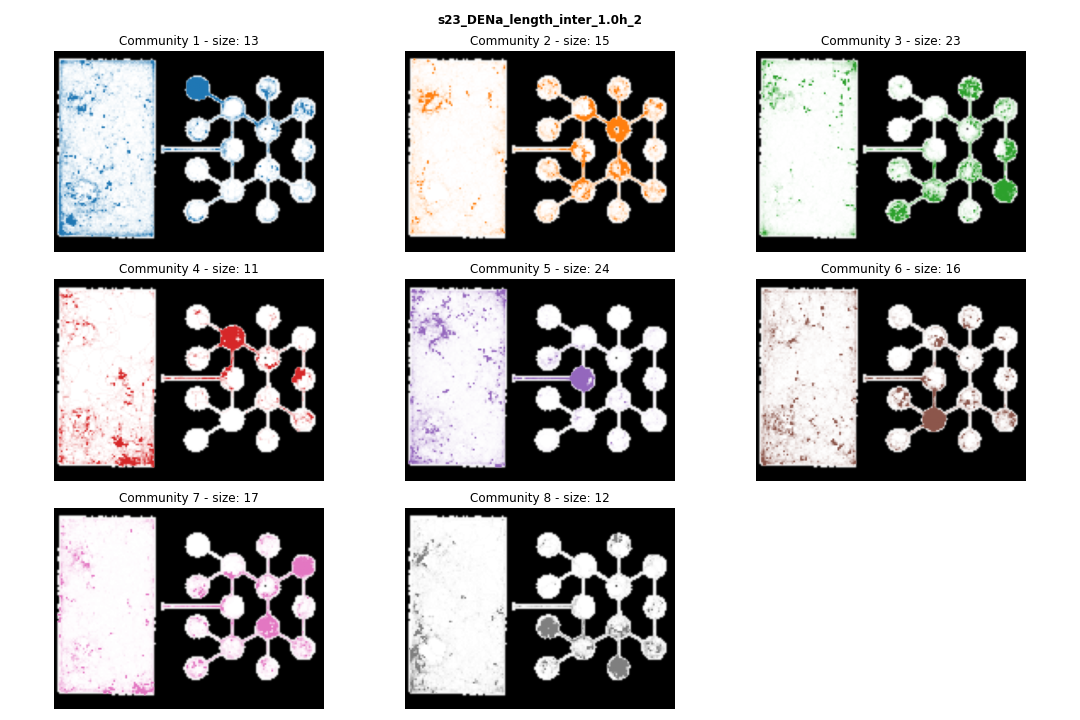 s23_DENa_length_inter_1.0h_2
Community 1 - size: 13
Community 2 - size: 15
Community 3 - size: 23
Community 4 - size: 11
Community 5 - size: 24
Community 6 - size: 16
Community 7 - size: 17
Community 8 - size: 12